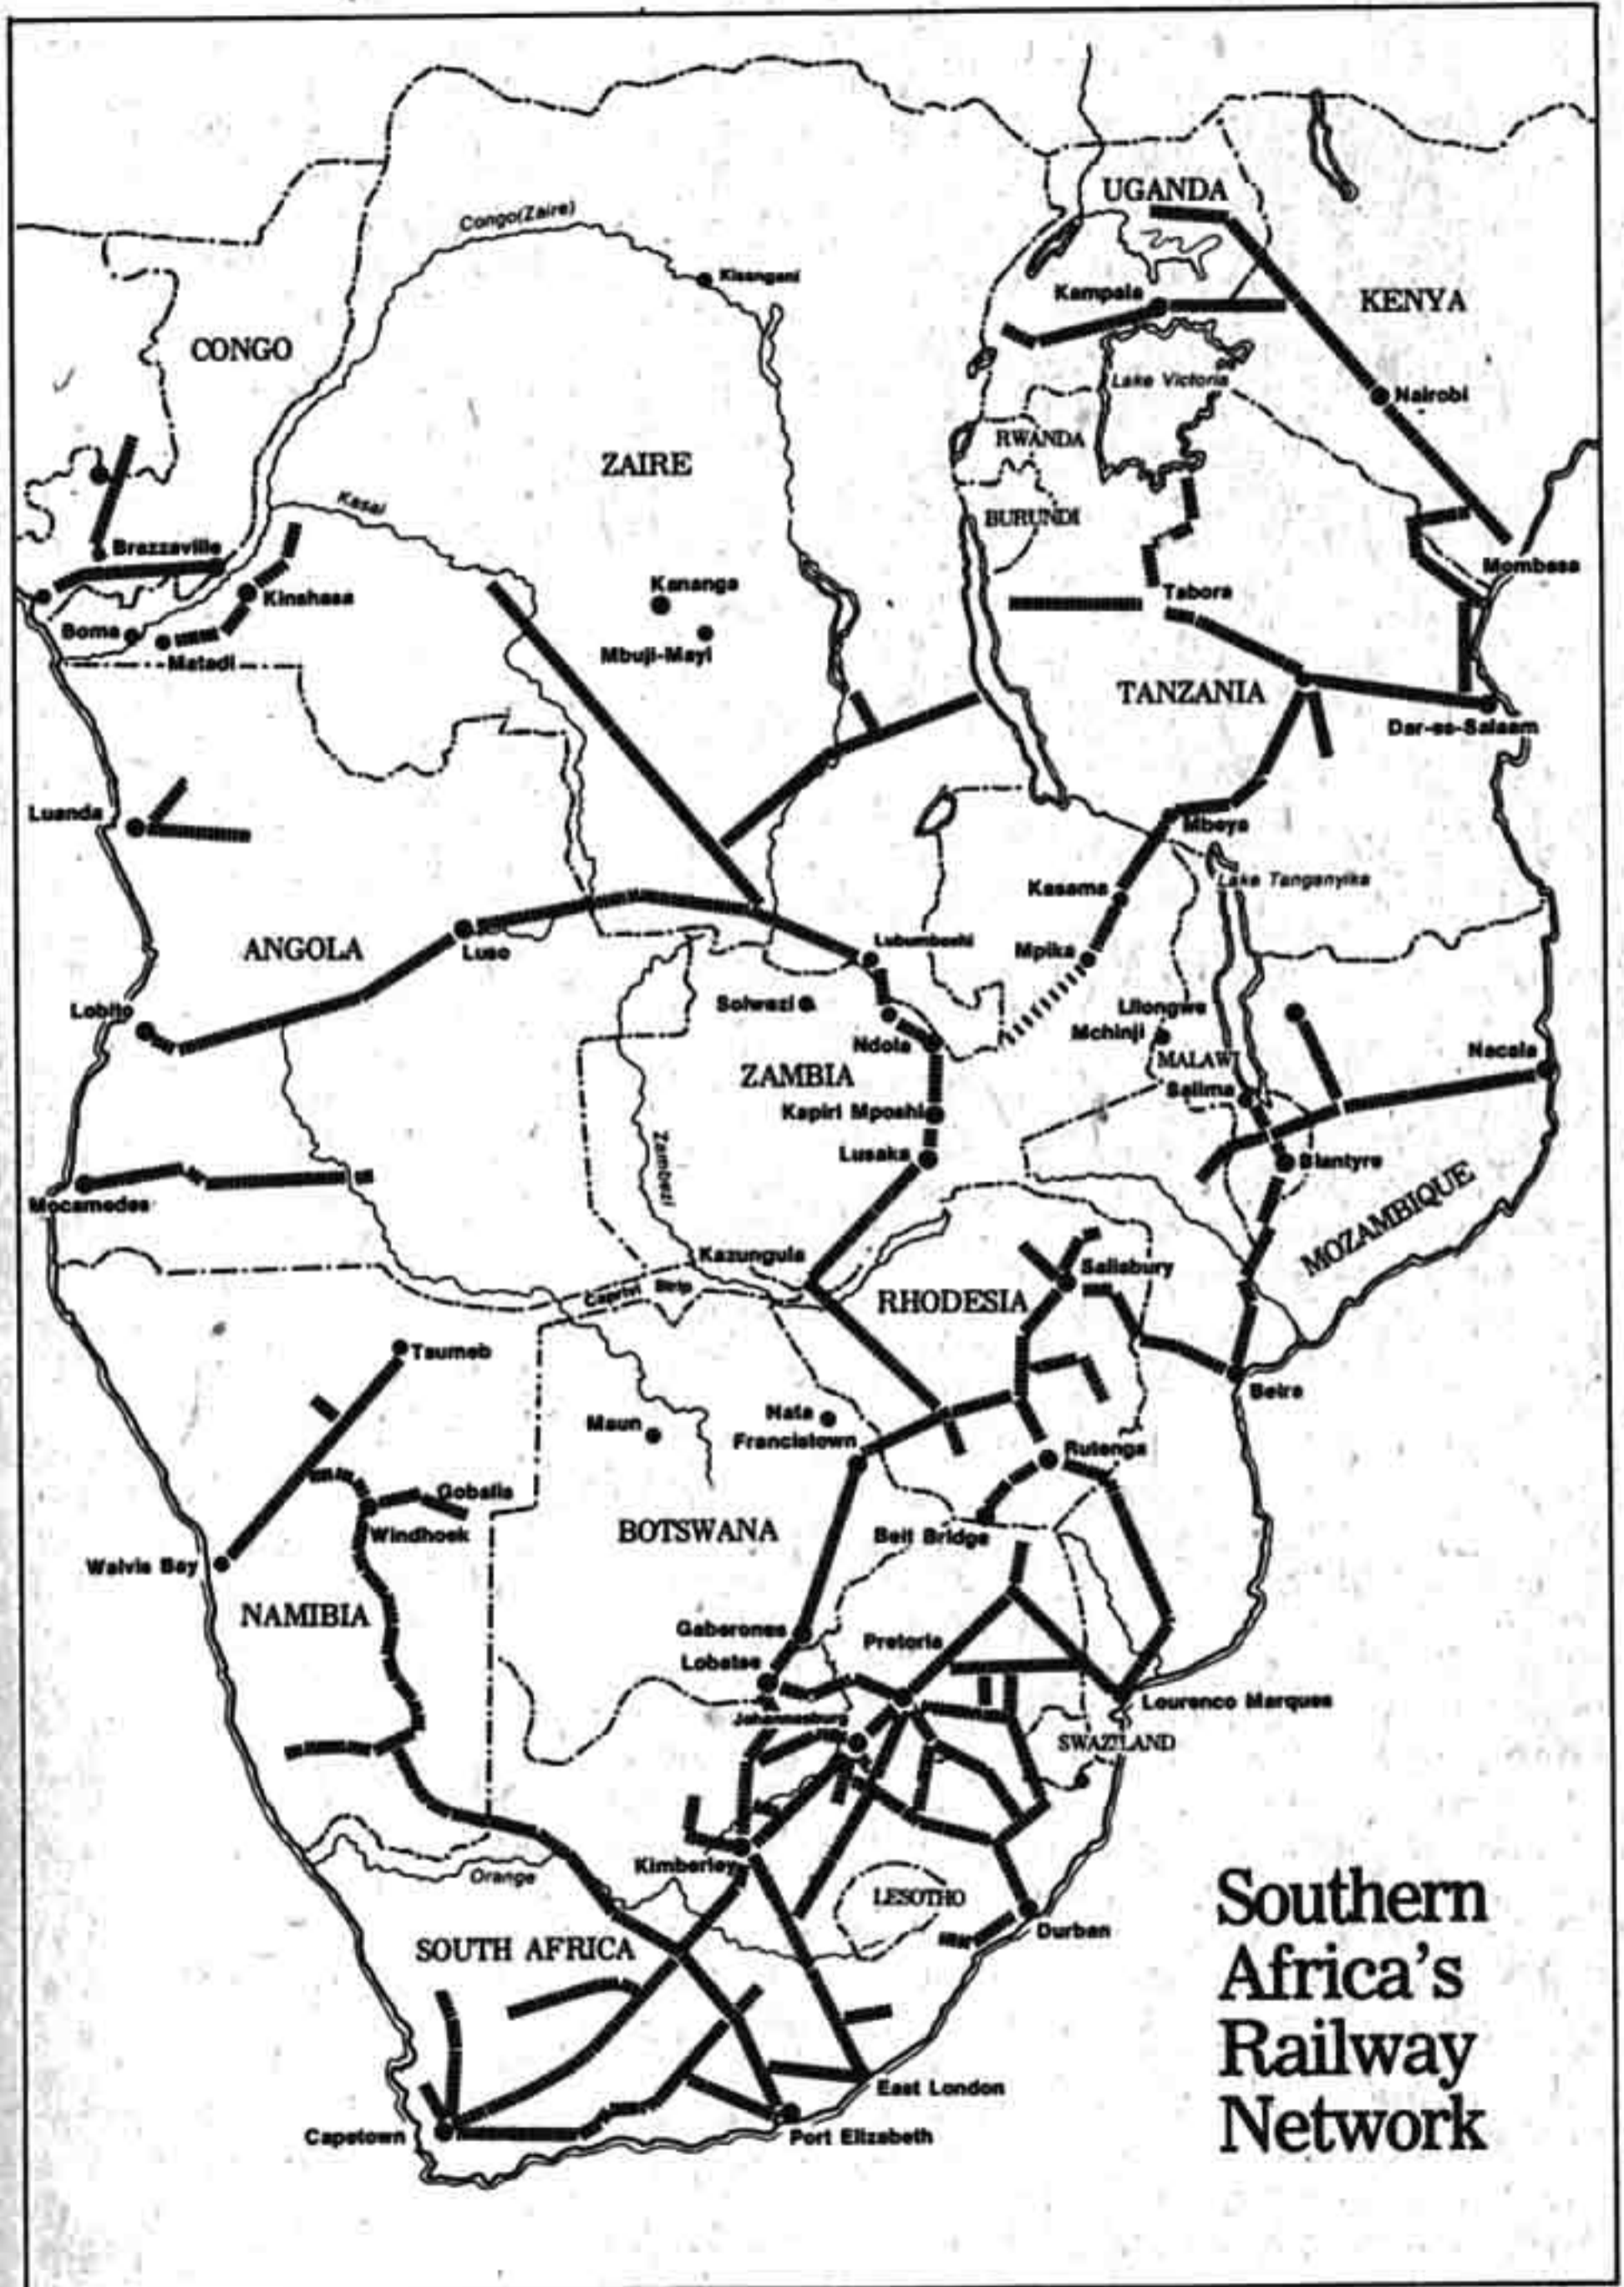 UGANDA
Congo(Zaire)
Kisangani
Kampala
KENYA
CONGO
Lake Victoria
Nairobi
RWANDA
ZAIRE
Kasai
BURUNDI
Brazzaville
Mombasa
Kananga
Kinshasa
Tabora
Boma
Mbuji-Mayi
Matadi
TANZANIA
Dar-es-Salaam
Luanda
Mbeya
Lake Tanganyika
Kasama
Lubumbashi
ANGOLA
Luso
Mpika
Solwezi
Lilongwe
Lobito
Mchinji
Ndola
Nacala
MALAWI
ZAMBIA
Salima
Kapiri Mposhi
Lusaka
Blantyre
Zambezi
Mocamedes
MOZAMBIQUE
Kazungula
Salisbury
Caprivi Strip
RHODESIA
Tsumeb
Beira
Nata
Maun
Francistown
Rutenga
Gobalis
Windhoek
BOTSWANA
Beit Bridge
Walvis Bay
NAMIBIA
Gaberones
Pretoria
Lobatse
Lourenco Marques
Johannesburg
SWAZILAND
Kimberley
Orange
LESOTHO
Durban
SOUTH AFRICA
East London
Capetown
Port Elizabeth
Southern
Africa's
Railway
Network